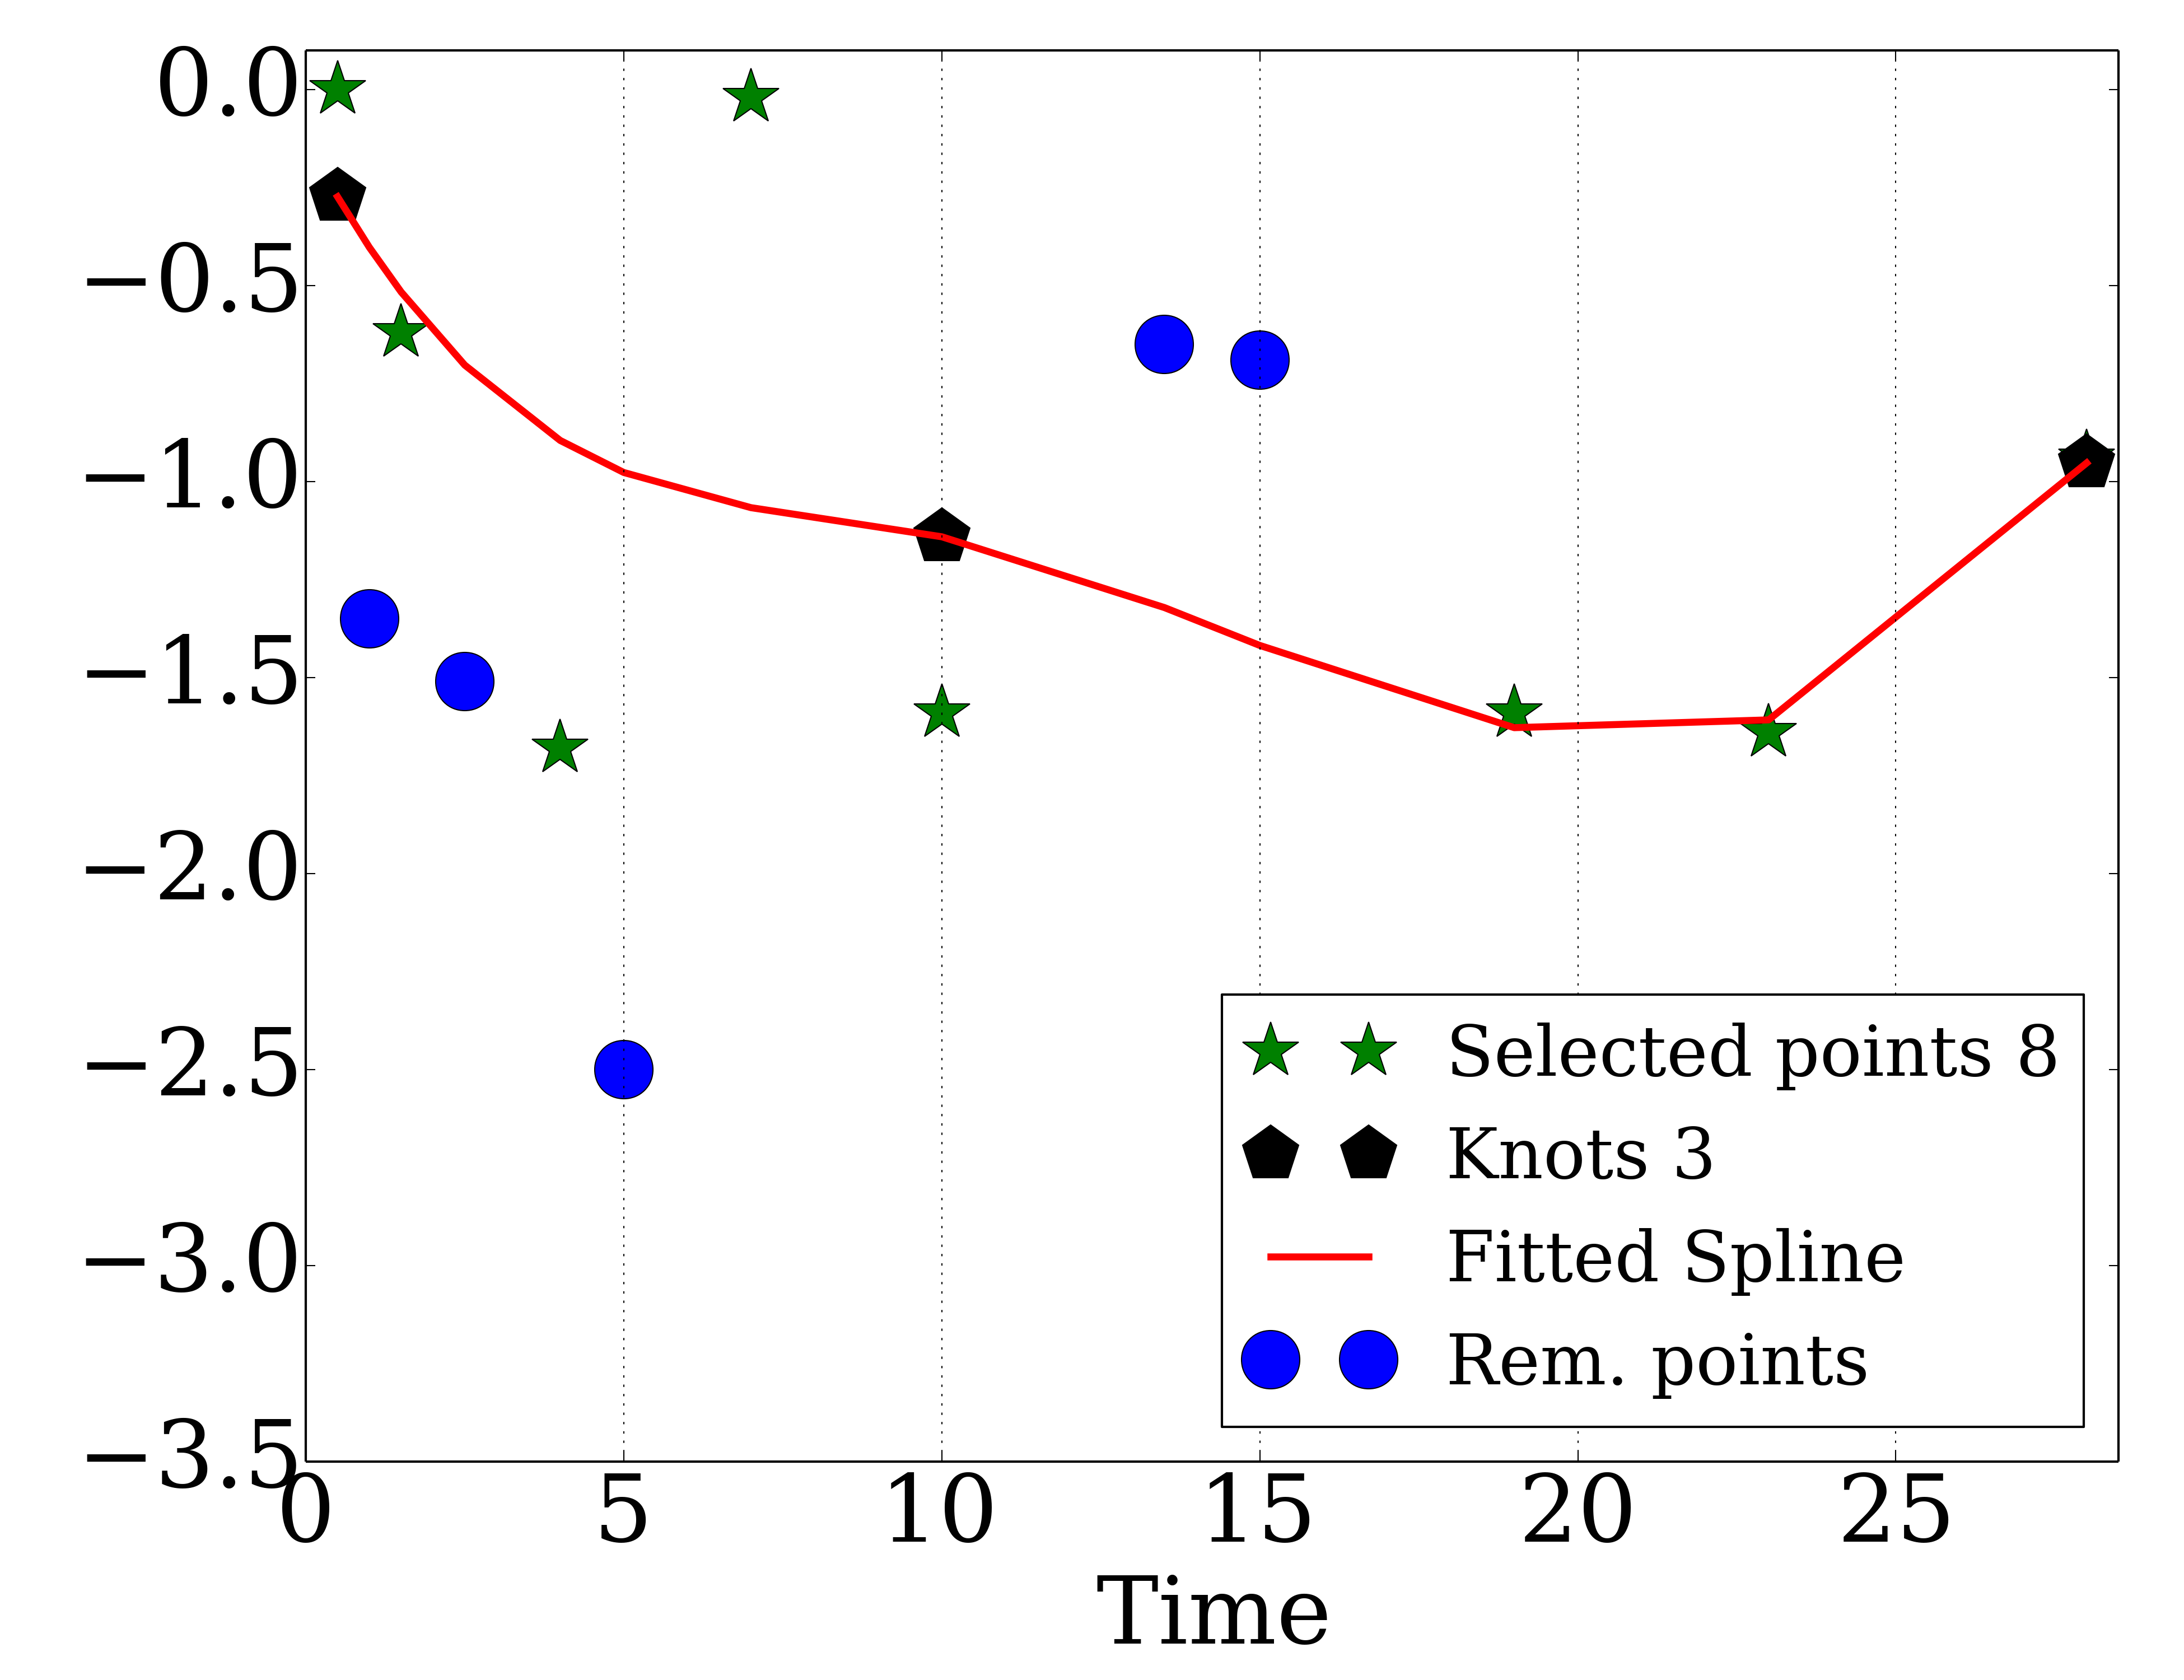 0.0
−0.5
−1.0
−1.5
−2.0
−2.5
−3.0
−3.5
0 5 10 15 20 25
Time
Selected points 8
Knots 3
Fitted Spline
Rem. points